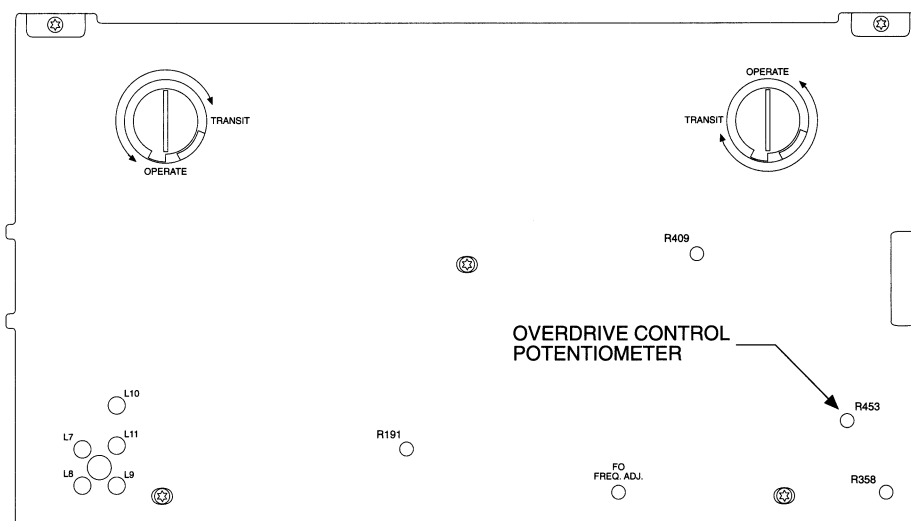 OPERATE
TRANSIT
TRANSIT
OPERATE
R409
OVERDRIVE CONTROL
POTENTIOMETER
L10
R453
L7
L11
R191
L8
L9
FO
FREQ. ADJ.
R358